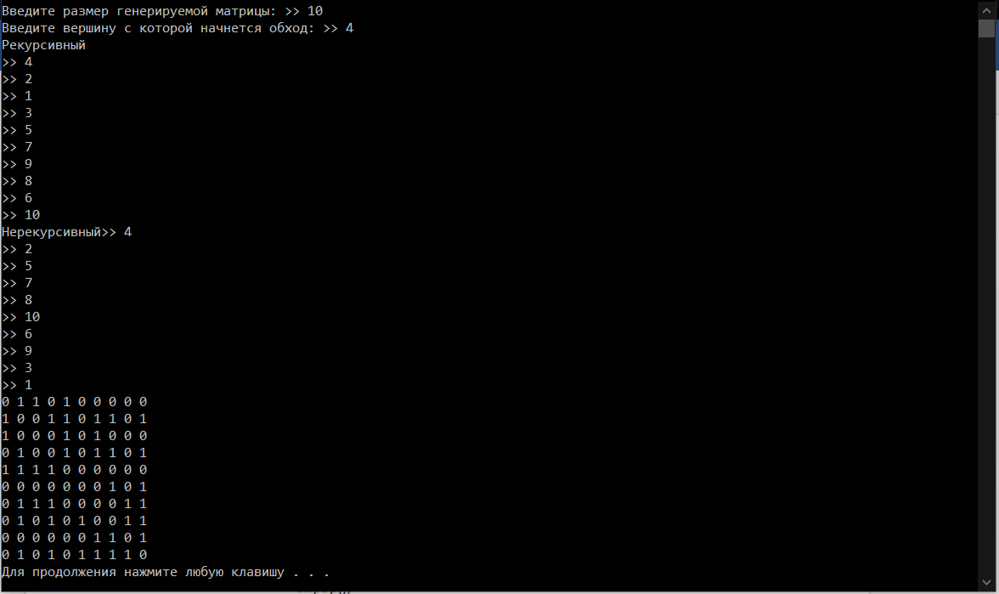 Введите размер генерируемой матрицы: >> 10
Введите вершину с которой начнется обход: >> 4
Рекурсивный
>> 4
>> 2
>> 1
>> 3
>> 5
>> 7
>> 9
>> 8
>> 6
>> 10
Нерекурсивный>> 4
>> 2
>> 5
>> 7
>> 8
>> 10
>> 6
>> 9
>> 3
>> 1
0 1 1 0 1 0 0 0 0 0
1 0 0 1 1 0 1 1 0 1
1 0 0 0 1 0 1 0 0 0
0 1 0 0 1 0 1 1 0 1
1 1 1 1 0 0 0 0 0 0
0 0 0 0 0 0 0 1 0 1
0 1 1 1 0 0 0 0 1 1
0 1 0 1 0 1 0 0 1 1
0 0 0 0 0 0 1 1 0 1
0 1 0 1 0 1 1 1 1 0
Для продолжения нажмите любую клавишу . . .